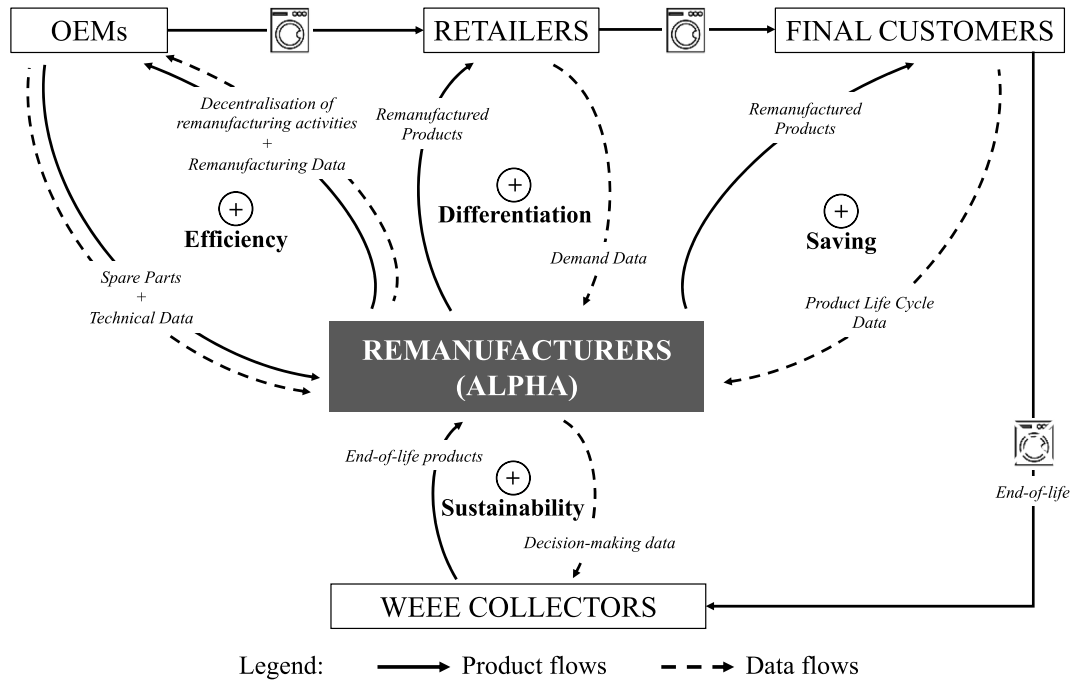 OEMs
RETAILERS
FINAL CUSTOMERS
Decentralisation of
remanufacturing activities
+
Remanufacturing Data
Remanufactured
Products
Remanufactured
Products
+
Efficiency
+
Differentiation
+
Saving
Spare Parts
+
Technical Data
Demand Data
Product Life Cycle
Data
REMANUFACTURERS
(ALPHA)
End-of-life products
+
Sustainability
Decision-making data
End-of-life
WEEE COLLECTORS
Legend:
Product flows
Data flows